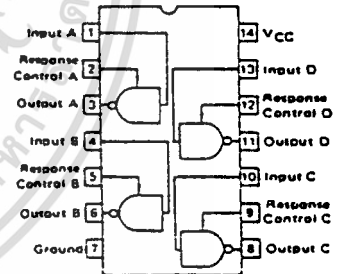 Input A 1
Response Control A 2
Output A 3
Input B 4
Response Control B 5
Output B 6
Ground 7
14 VCC
13 Input D
12 Response Control D
11 Output D
10 Input C
9 Response Control C
8 Output C